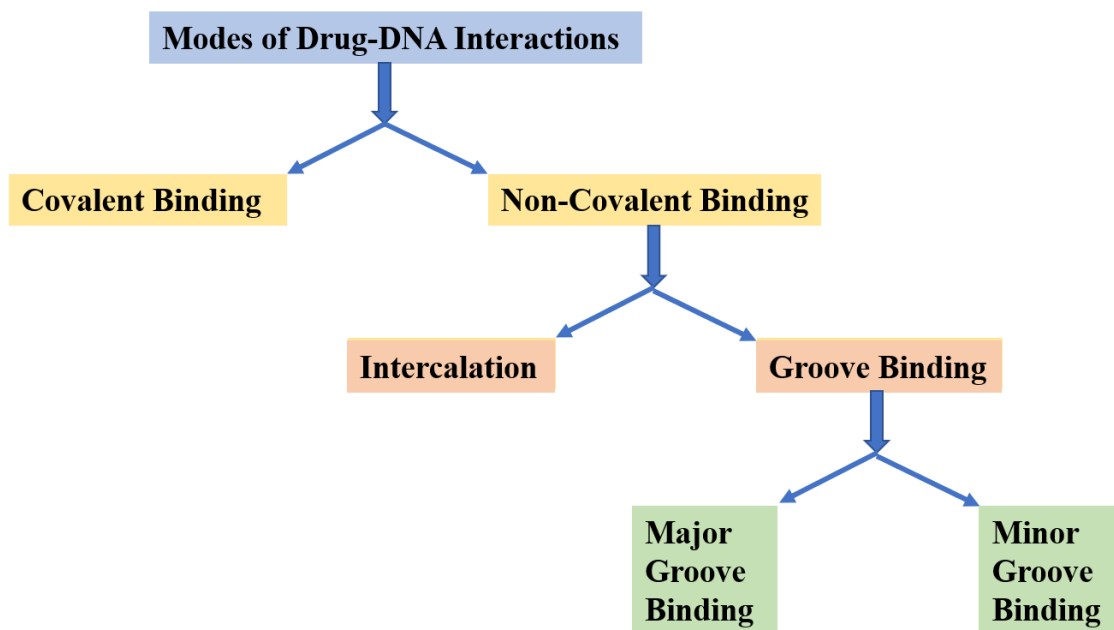 Modes of Drug-DNA Interactions
Covalent Binding
Non-Covalent Binding
Intercalation
Groove Binding
Major
Groove
Binding
Minor
Groove
Binding